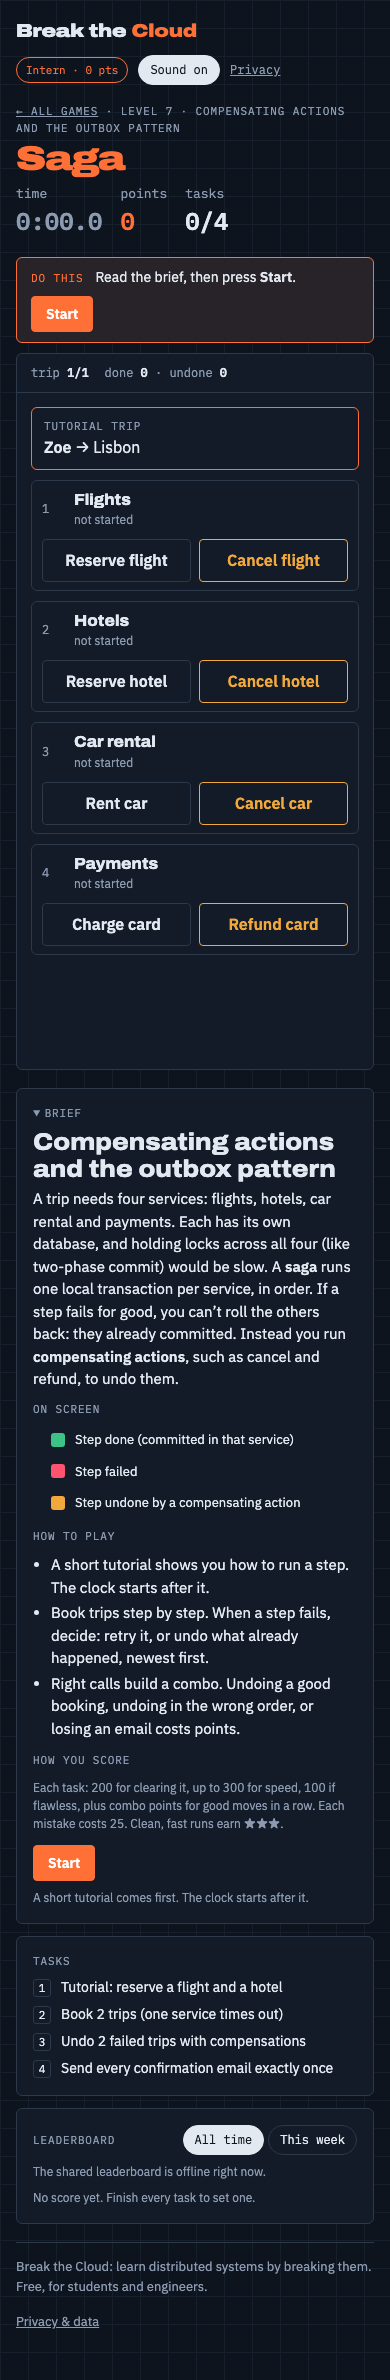 Break the Cloud
Intern · 0 pts
Sound on
Privacy
← ALL GAMES · LEVEL 7 · COMPENSATING ACTIONS
AND THE OUTBOX PATTERN
Saga
time points tasks
0:00.0 0 0/4
DO THIS Read the brief, then press Start.
Start
trip 1/1 done 0 · undone 0
TUTORIAL TRIP
Zoe → Lisbon
1 Flights
not started
Reserve flight Cancel flight
2 Hotels
not started
Reserve hotel Cancel hotel
3 Car rental
not started
Rent car Cancel car
4 Payments
not started
Charge card Refund card
▼ BRIEF
Compensating actions
and the outbox pattern
A trip needs four services: flights, hotels, car
rental and payments. Each has its own
database, and holding locks across all four (like
two-phase commit) would be slow. A saga runs
one local transaction per service, in order. If a
step fails for good, you can’t roll the others
back: they already committed. Instead you run
compensating actions, such as cancel and
refund, to undo them.
ON SCREEN
Step done (committed in that service)
Step failed
Step undone by a compensating action
HOW TO PLAY
• A short tutorial shows you how to run a step.
The clock starts after it.
• Book trips step by step. When a step fails,
decide: retry it, or undo what already
happened, newest first.
• Right calls build a combo. Undoing a good
booking, undoing in the wrong order, or
losing an email costs points.
HOW YOU SCORE
Each task: 200 for clearing it, up to 300 for speed, 100 if
flawless, plus combo points for good moves in a row. Each
mistake costs 25. Clean, fast runs earn ★★★.
Start
A short tutorial comes first. The clock starts after it.
TASKS
1 Tutorial: reserve a flight and a hotel
2 Book 2 trips (one service times out)
3 Undo 2 failed trips with compensations
4 Send every confirmation email exactly once
LEADERBOARD All time This week
The shared leaderboard is offline right now.
No score yet. Finish every task to set one.
Break the Cloud: learn distributed systems by breaking them.
Free, for students and engineers.
Privacy & data